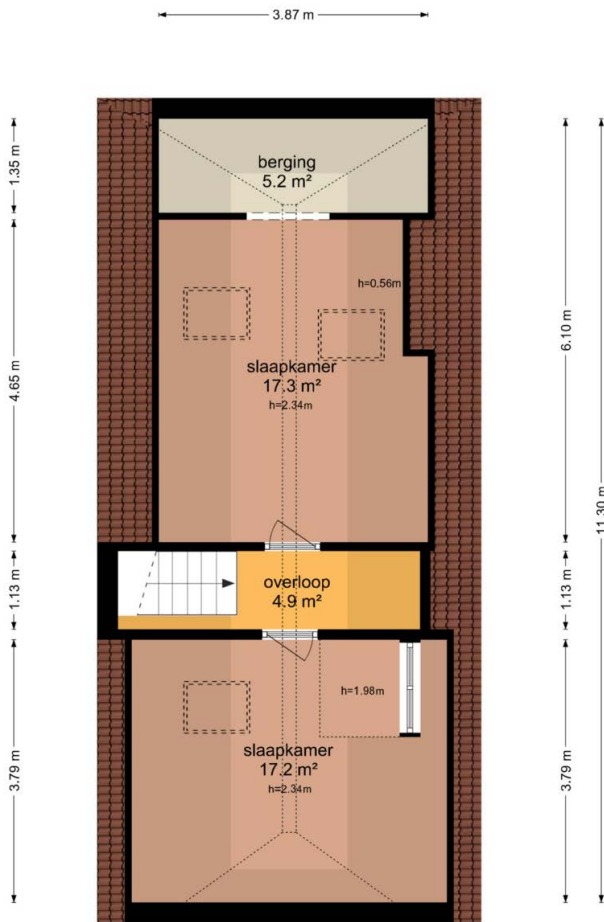 3.87 m
berging
5.2 m²
1.35 m
h=0.56m
4.65 m
6.10 m
slaapkamer
17.3 m²
h=2.34m
11.30 m
overloop
4.9 m²
1.13 m
1.13 m
h=1.98m
3.79 m
3.79 m
slaapkamer
17.2 m²
h=2.34m